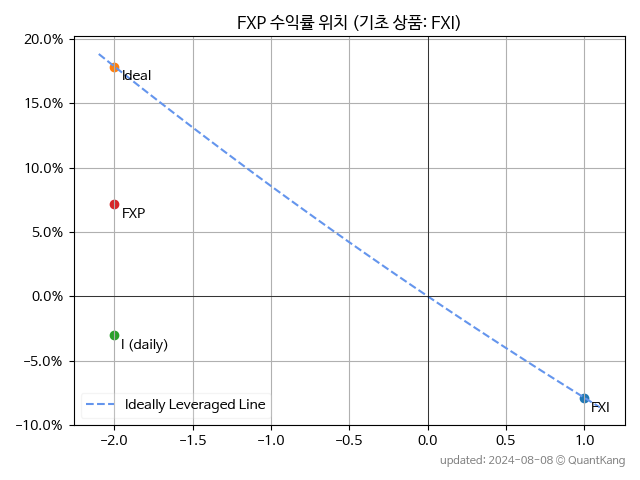 FXP 수익률 위치 (기초 상품: FXI)
20.0%
15.0%
10.0%
5.0%
0.0%
-5.0%
-10.0%
Ideal
FXP
I (daily)
FXI
Ideally Leveraged Line
-2.0
-1.5
-1.0
-0.5
0.0
0.5
1.0
updated: 2024-08-08 © QuantKang